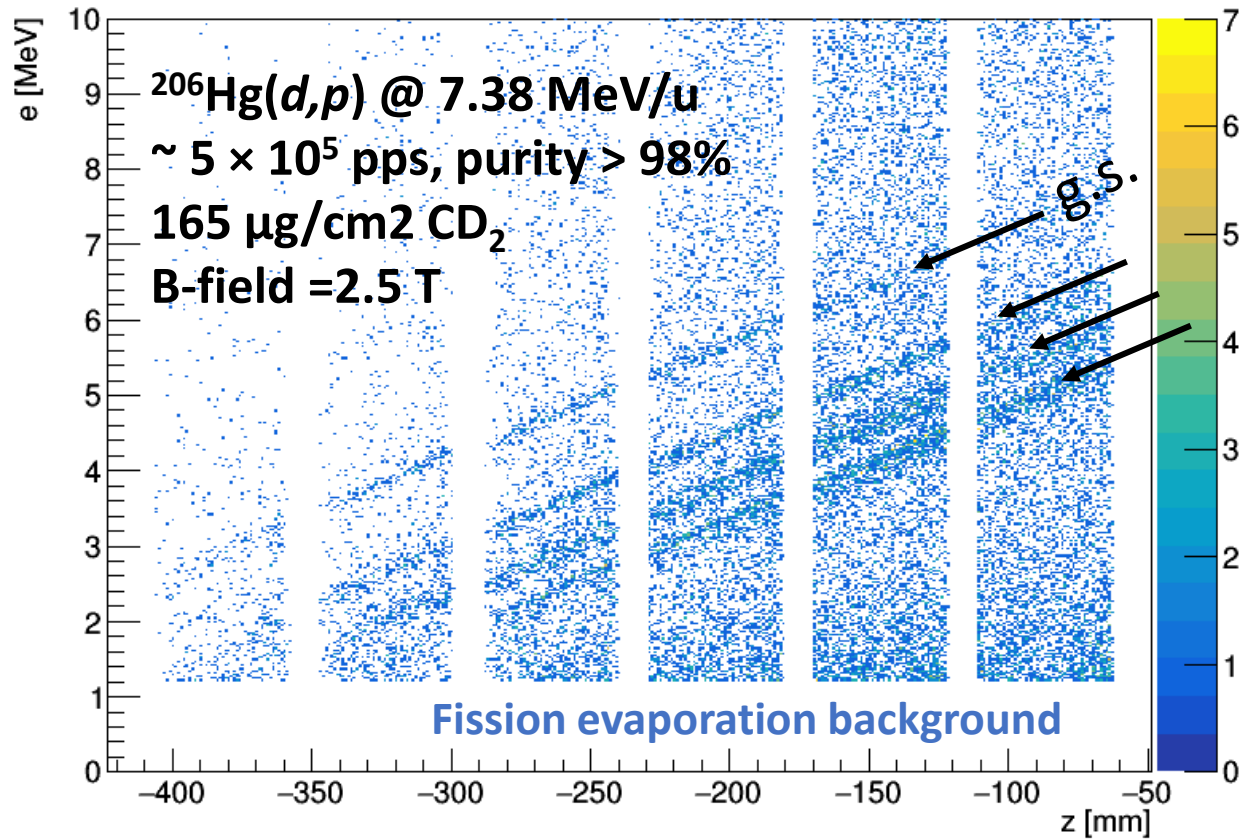 e [MeV]
10
9
8
7
6
5
4
3
2
1
0
²⁰⁶Hg(d,p) @ 7.38 MeV/u
~ 5 × 10⁵ pps, purity > 98%
165 μg/cm2 CD₂
B-field =2.5 T
g.s.
Fission evaporation background
−400 −350 −300 −250 −200 −150 −100 −50
z [mm]
7
6
5
4
3
2
1
0